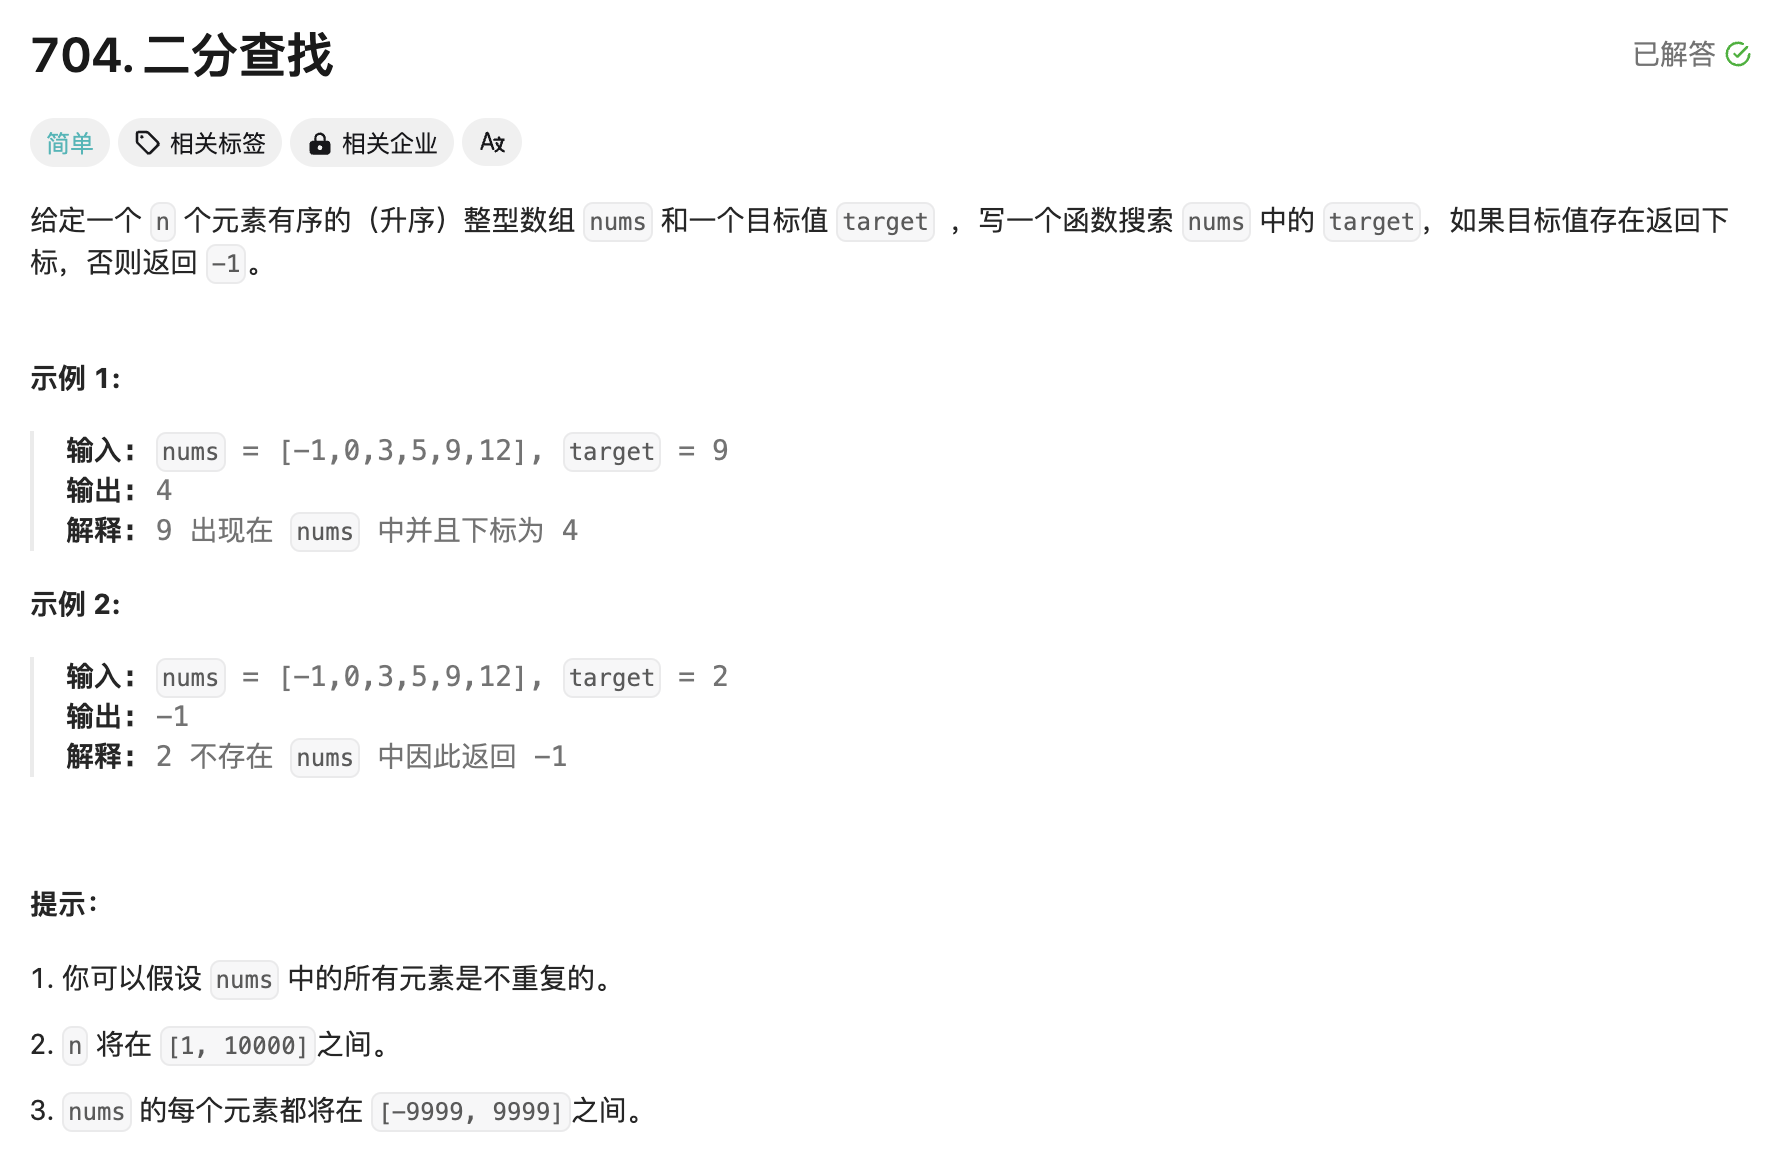 704. 二分查找
已解答
简单 相关标签 相关企业
给定一个 n 个元素有序的（升序）整型数组 nums 和一个目标值 target ，写一个函数搜索 nums 中的 target，如果目标值存在返回下
标，否则返回 -1。
示例 1:
输入: nums = [-1,0,3,5,9,12], target = 9
输出: 4
解释: 9 出现在 nums 中并且下标为 4
示例 2:
输入: nums = [-1,0,3,5,9,12], target = 2
输出: -1
解释: 2 不存在 nums 中因此返回 -1
提示：
1. 你可以假设 nums 中的所有元素是不重复的。
2. n 将在 [1, 10000]之间。
3. nums 的每个元素都将在 [-9999, 9999]之间。